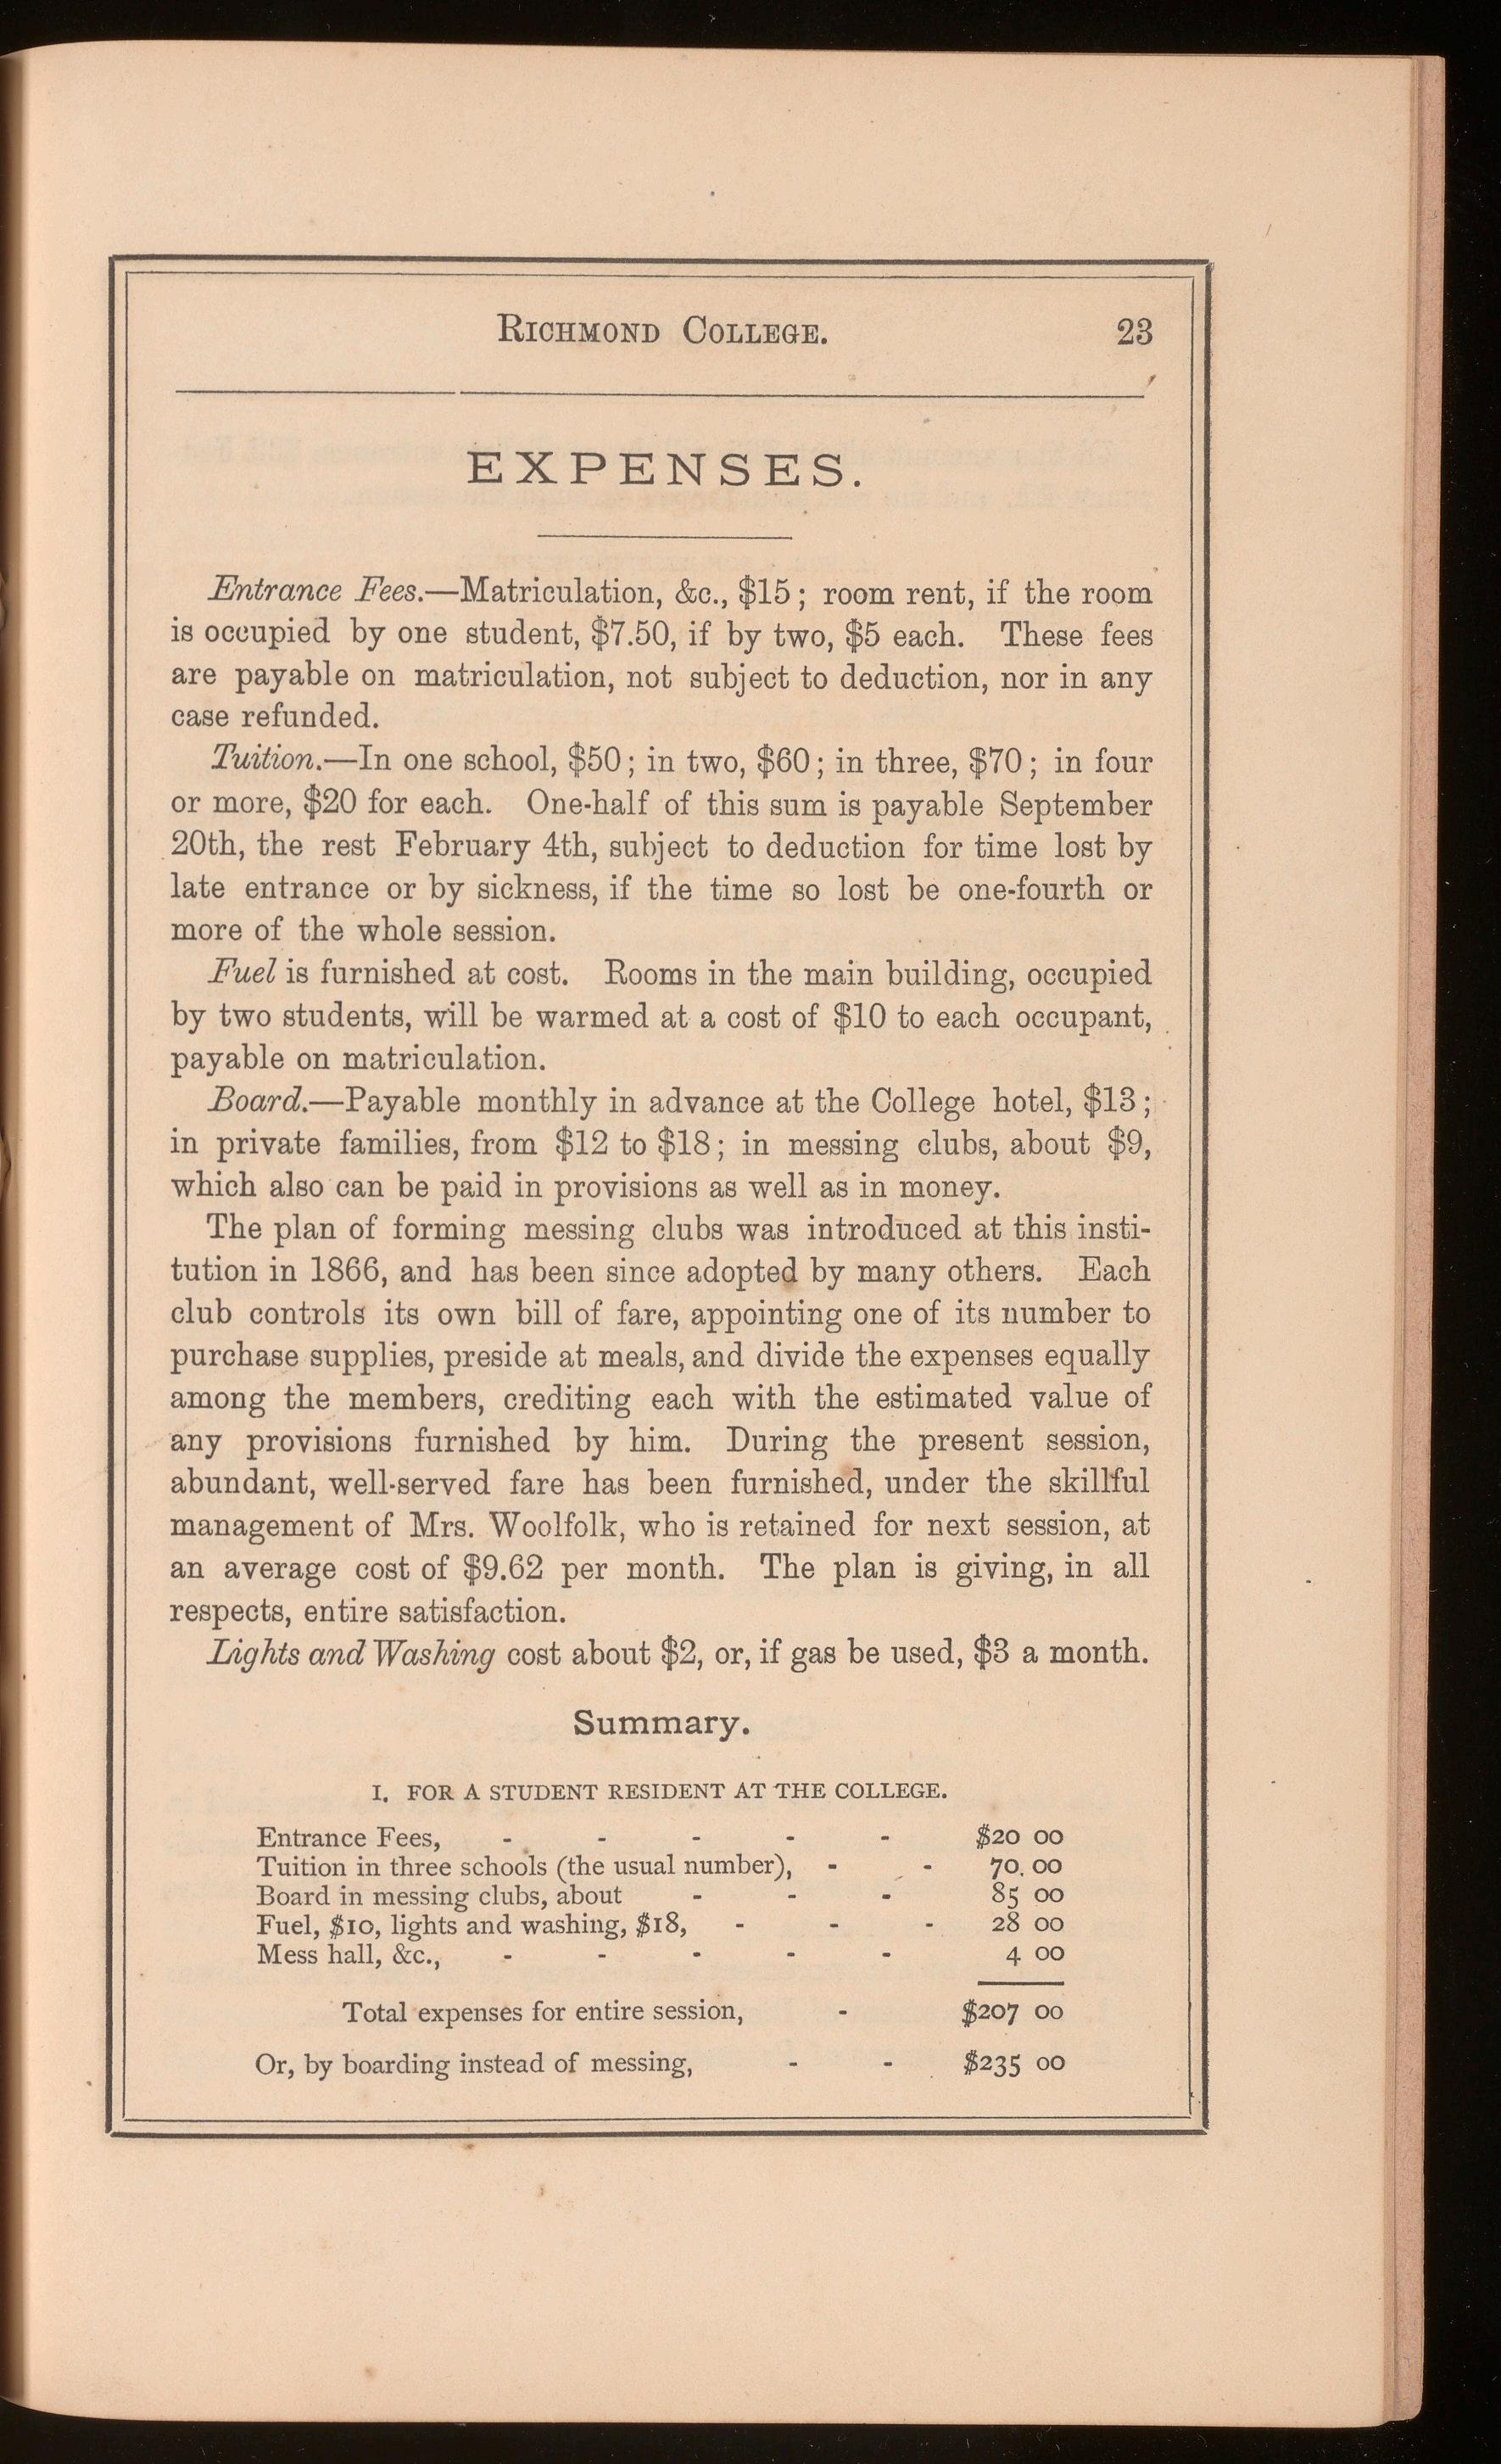 RICHMOND COLLEGE. 23
EXPENSES.
Entrance Fees.—Matriculation, &c., $15; room rent, if the room
is occupied by one student, $7.50, if by two, $5 each. These fees
are payable on matriculation, not subject to deduction, nor in any
case refunded.
Tuition.—In one school, $50; in two, $60; in three, $70; in four
or more, $20 for each. One-half of this sum is payable September
20th, the rest February 4th, subject to deduction for time lost by
late entrance or by sickness, if the time so lost be one-fourth or
more of the whole session.
Fuel is furnished at cost. Rooms in the main building, occupied
by two students, will be warmed at a cost of $10 to each occupant,
payable on matriculation.
Board.—Payable monthly in advance at the College hotel, $13;
in private families, from $12 to $18; in messing clubs, about $9,
which also can be paid in provisions as well as in money.
The plan of forming messing clubs was introduced at this insti-
tution in 1866, and has been since adopted by many others. Each
club controls its own bill of fare, appointing one of its number to
purchase supplies, preside at meals, and divide the expenses equally
among the members, crediting each with the estimated value of
any provisions furnished by him. During the present session,
abundant, well-served fare has been furnished, under the skillful
management of Mrs. Woolfolk, who is retained for next session, at
an average cost of $9.62 per month. The plan is giving, in all
respects, entire satisfaction.
Lights and Washing cost about $2, or, if gas be used, $3 a month.
Summary.
I. FOR A STUDENT RESIDENT AT THE COLLEGE.
Entrance Fees, - - - - - $20 00
Tuition in three schools (the usual number), - - 70.00
Board in messing clubs, about - - - 85 00
Fuel, $10, lights and washing, $18, - - - 28 00
Mess hall, &c., - - - - - 4 00
Total expenses for entire session, - $207 00
Or, by boarding instead of messing, - - $235 00